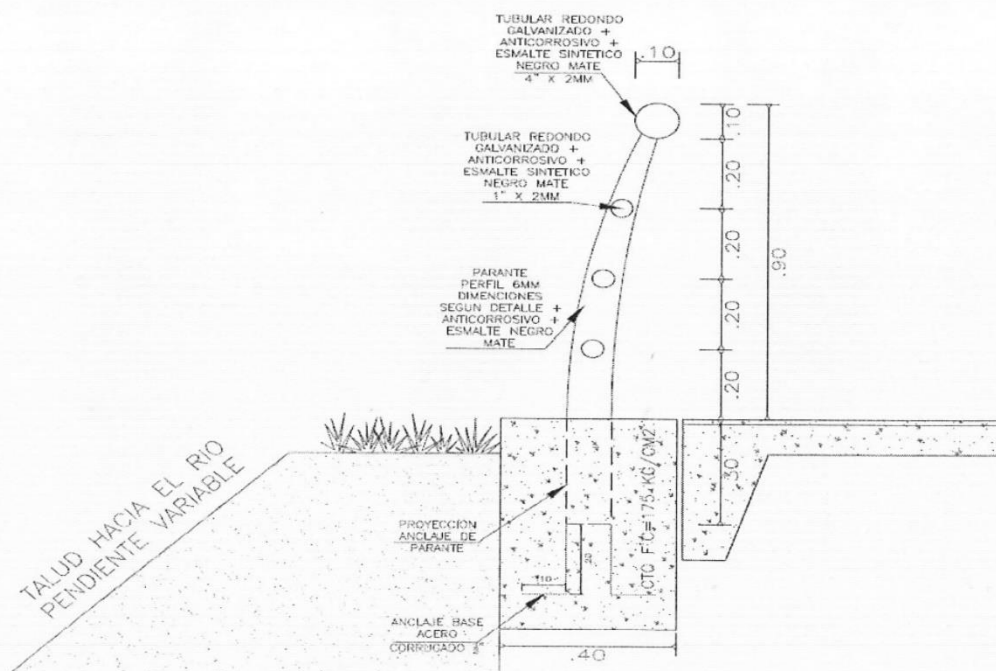 TUBULAR REDONDO
GALVANIZADO +
ANTICORROSIVO +
ESMALTE SINTETICO
NEGRO MATE
4" X 2MM
.10
TUBULAR REDONDO
GALVANIZADO +
ANTICORROSIVO +
ESMALTE SINTETICO
NEGRO MATE
1" X 2MM
PARANTE
PERFIL 6MM
DIMENCIONES
SEGUN DETALLE +
ANTICORROSIVO +
ESMALTE NEGRO
MATE
.10
.20
.20
.20
.20
.90
.30
TALUD HACIA EL RIO
PENDIENTE VARIABLE
PROYECCIÓN
ANCLAJE DE
PARANTE
CTO F'C=175 KG/CM2
.10
.20
ANCLAJE BASE
ACERO
CORRUGADO
.40